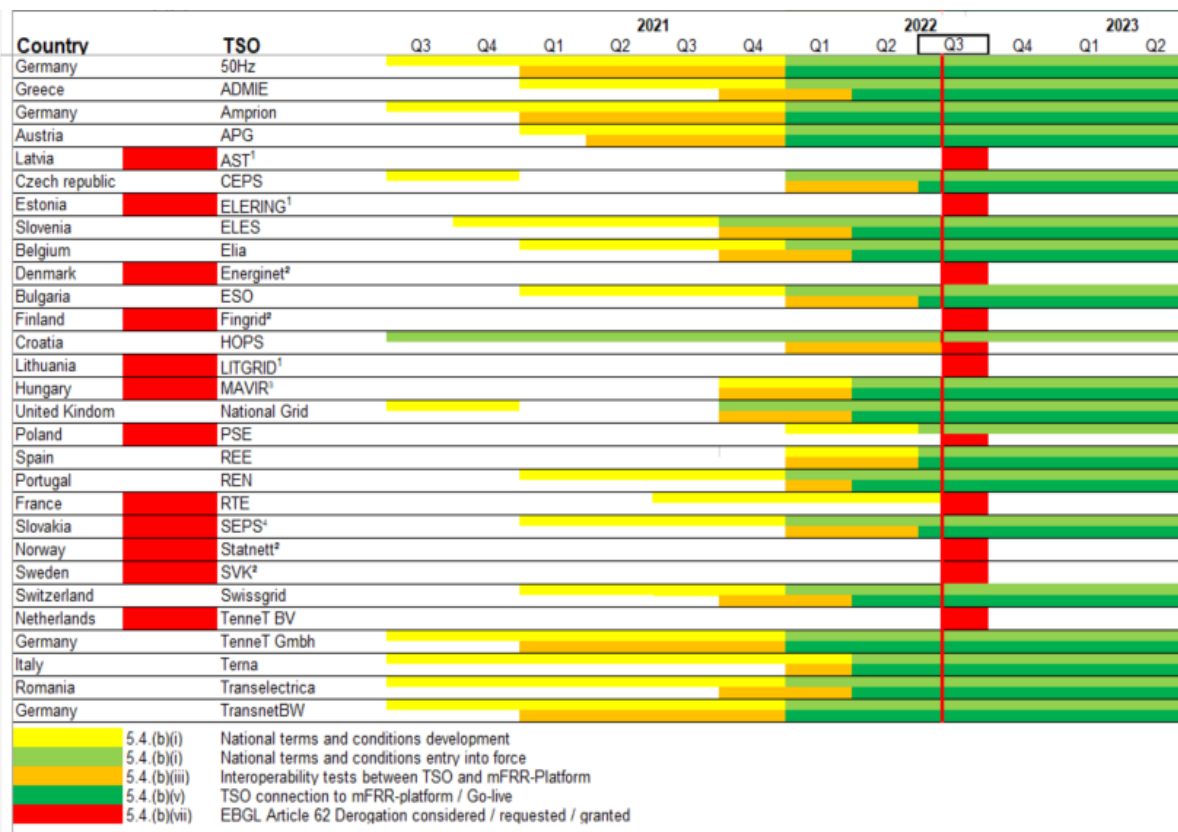 2021 2022 2023
Country TSO Q3 Q4 Q1 Q2 Q3 Q4 Q1 Q2 Q3 Q4 Q1 Q2
Germany 50Hz
Greece ADMIE
Germany Amprion
Austria APG
Latvia AST¹
Czech republic CEPS
Estonia ELERING¹
Slovenia ELES
Belgium Elia
Denmark Energinet²
Bulgaria ESO
Finland Fingrid²
Croatia HOPS
Lithuania LITGRID¹
Hungary MAVIR³
United Kindom National Grid
Poland PSE
Spain REE
Portugal REN
France RTE
Slovakia SEPS⁴
Norway Statnett²
Sweden SVK²
Switzerland Swissgrid
Netherlands TenneT BV
Germany TenneT Gmbh
Italy Terna
Romania Transelectrica
Germany TransnetBW
5.4.(b)(i) National terms and conditions development
5.4.(b)(i) National terms and conditions entry into force
5.4.(b)(iii) Interoperability tests between TSO and mFRR-Platform
5.4.(b)(v) TSO connection to mFRR-platform / Go-live
5.4.(b)(vii) EBGL Article 62 Derogation considered / requested / granted